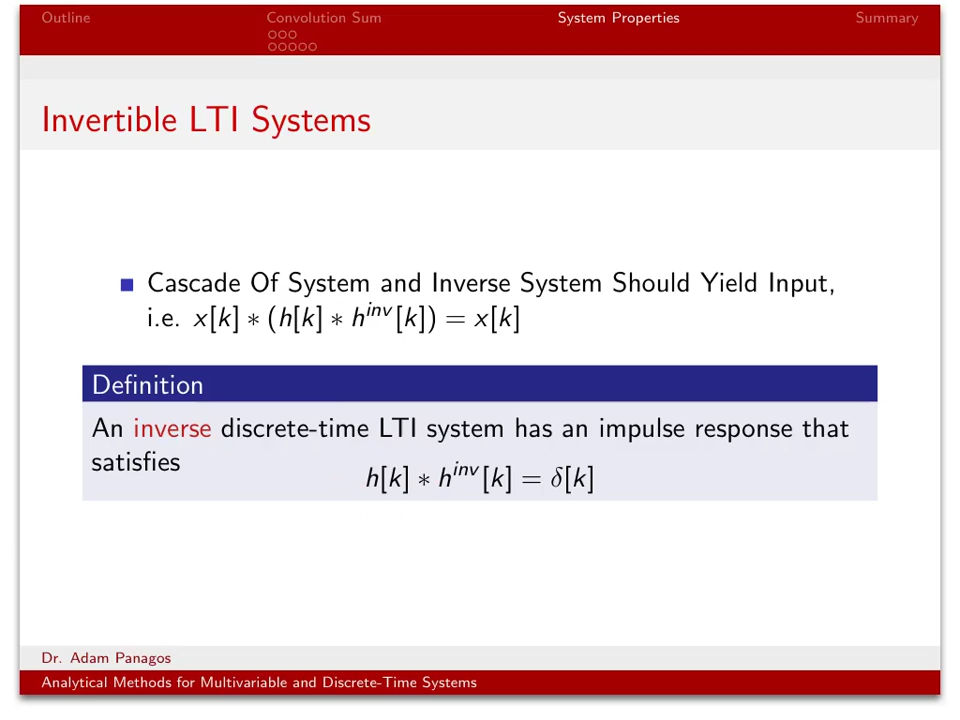 Outline Convolution Sum System Properties Summary
Invertible LTI Systems
Cascade Of System and Inverse System Should Yield Input,
i.e. x[k] ∗ (h[k] ∗ h^{inv}[k]) = x[k]
Definition
An inverse discrete-time LTI system has an impulse response that
satisfies
h[k] ∗ h^{inv}[k] = δ[k]
Dr. Adam Panagos
Analytical Methods for Multivariable and Discrete-Time Systems